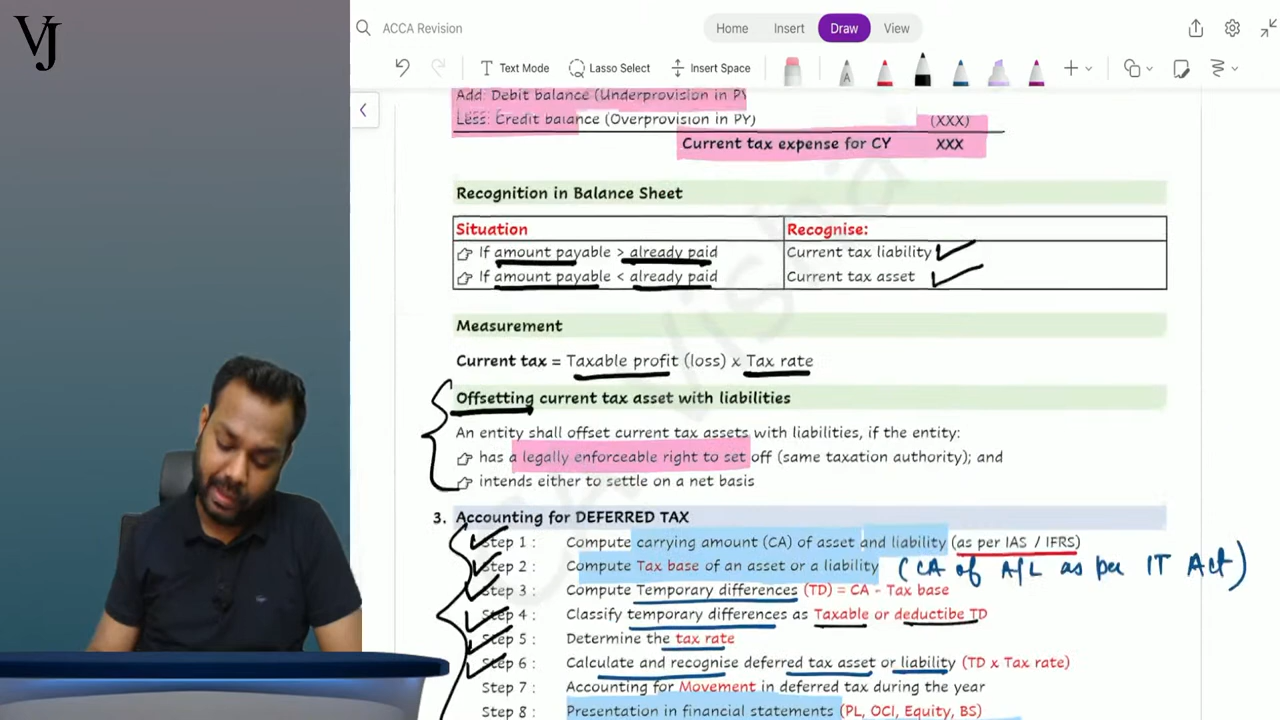 VJ
ACCA Revision
Home Insert Draw View
Text Mode Lasso Select Insert Space
Add: Debit balance (Underprovision in PY)
Less: Credit balance (Overprovision in PY) (XXX)
Current tax expense for CY XXX
Recognition in Balance Sheet
Situation Recognise:
If amount payable > already paid Current tax liability
If amount payable < already paid Current tax asset
Measurement
Current tax = Taxable profit (loss) x Tax rate
Offsetting current tax asset with liabilities
An entity shall offset current tax assets with liabilities, if the entity:
has a legally enforceable right to set off (same taxation authority); and
intends either to settle on a net basis
3. Accounting for DEFERRED TAX
Step 1 : Compute carrying amount (CA) of asset and liability (as per IAS / IFRS)
Step 2 : Compute Tax base of an asset or a liability (CA of A/L as per IT Act)
Step 3 : Compute Temporary differences (TD) = CA - Tax base
Step 4 : Classify temporary differences as Taxable or deductibe TD
Step 5 : Determine the tax rate
Step 6 : Calculate and recognise deferred tax asset or liability (TD x Tax rate)
Step 7 : Accounting for Movement in deferred tax during the year
Step 8 : Presentation in financial statements (PL, OCI, Equity, BS)